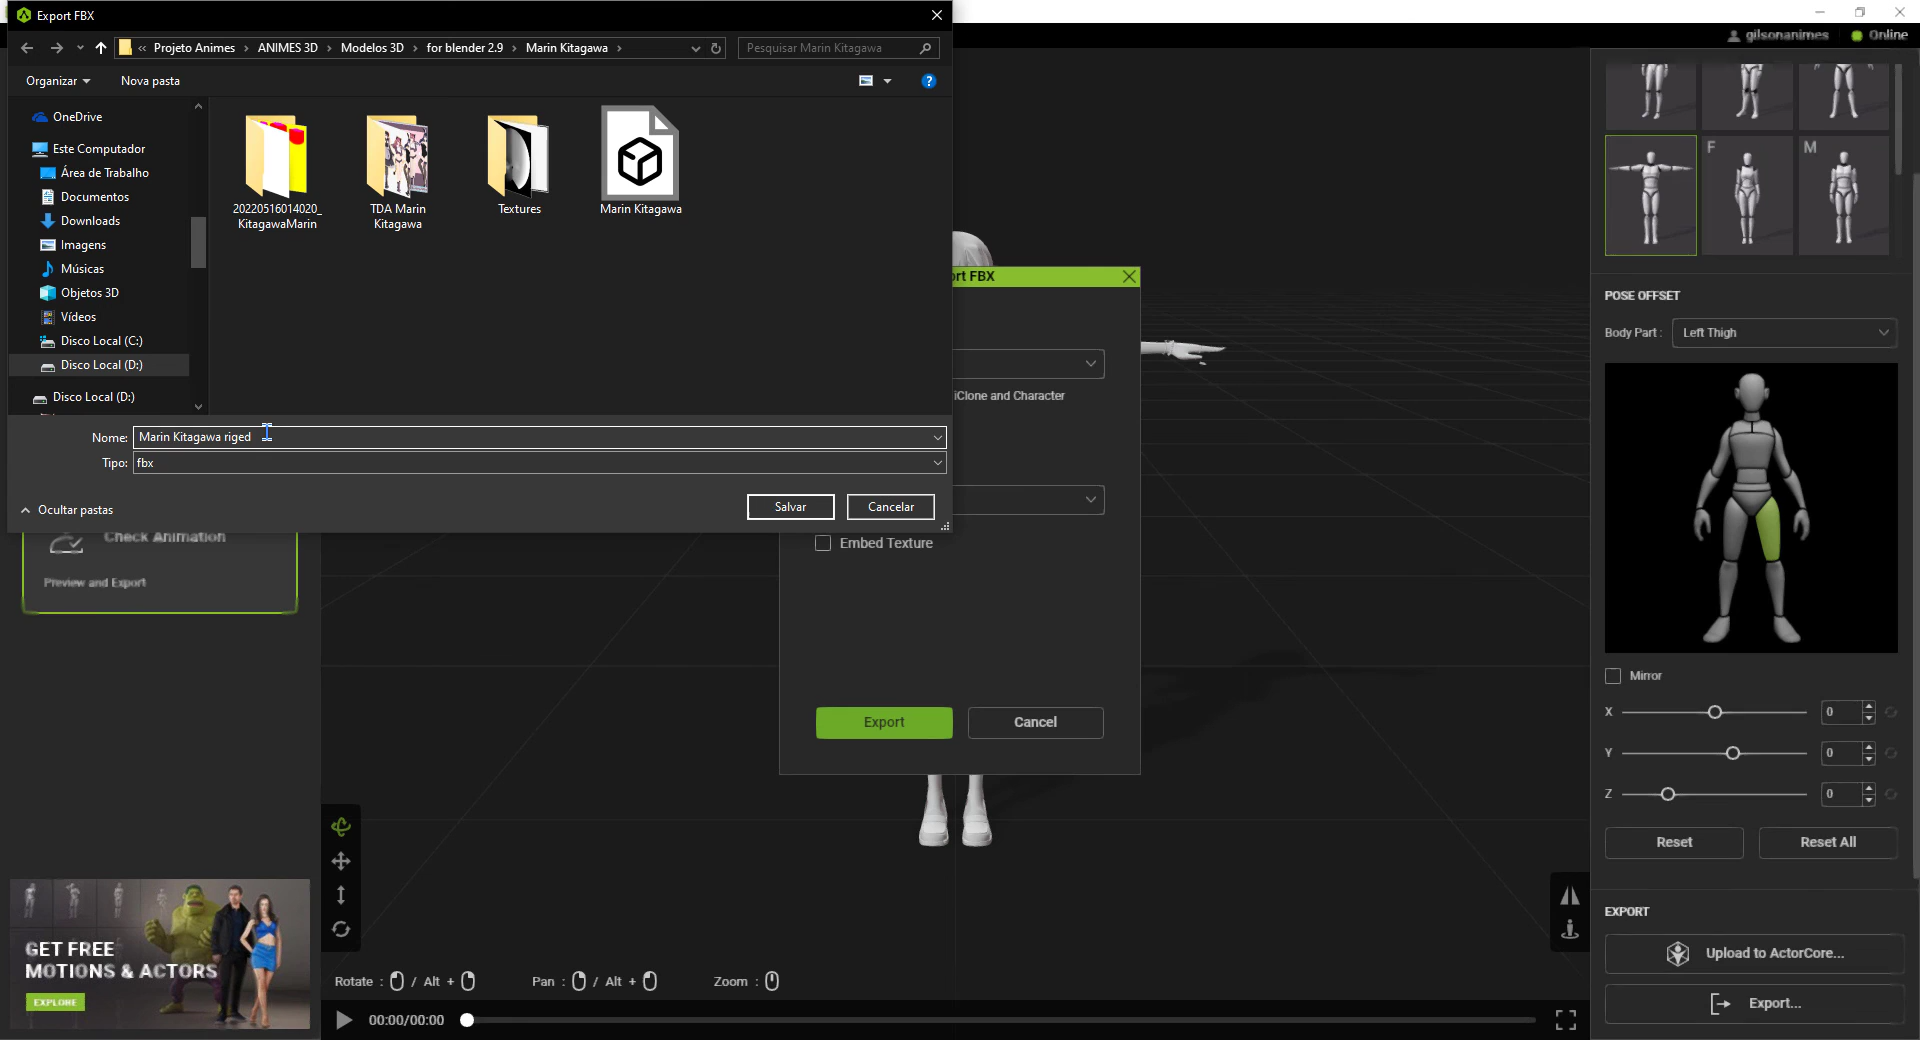 Export FBX
« Projeto Animes > ANIMES 3D > Modelos 3D > for blender 2.9 > Marin Kitagawa >
Pesquisar Marin Kitagawa
Organizar
Nova pasta
OneDrive
Este Computador
Área de Trabalho
Documentos
Downloads
Imagens
Músicas
Objetos 3D
Vídeos
Disco Local (C:)
Disco Local (D:)
Disco Local (D:)
20220516014020_
KitagawaMarin
TDA Marin
Kitagawa
Textures
Marin Kitagawa
Nome: Marin Kitagawa riged
Tipo: fbx
Ocultar pastas
Salvar
Cancelar
Check Animation
Preview and Export
GET FREE
MOTIONS & ACTORS
EXPLORE
ort FBX
iClone and Character
Embed Texture
Export
Cancel
Rotate : / Alt +
Pan : / Alt +
Zoom :
00:00/00:00
gilsonanimes
Online
F
M
POSE OFFSET
Body Part : Left Thigh
Mirror
X 0
Y 0
Z 0
Reset
Reset All
EXPORT
Upload to ActorCore...
Export...